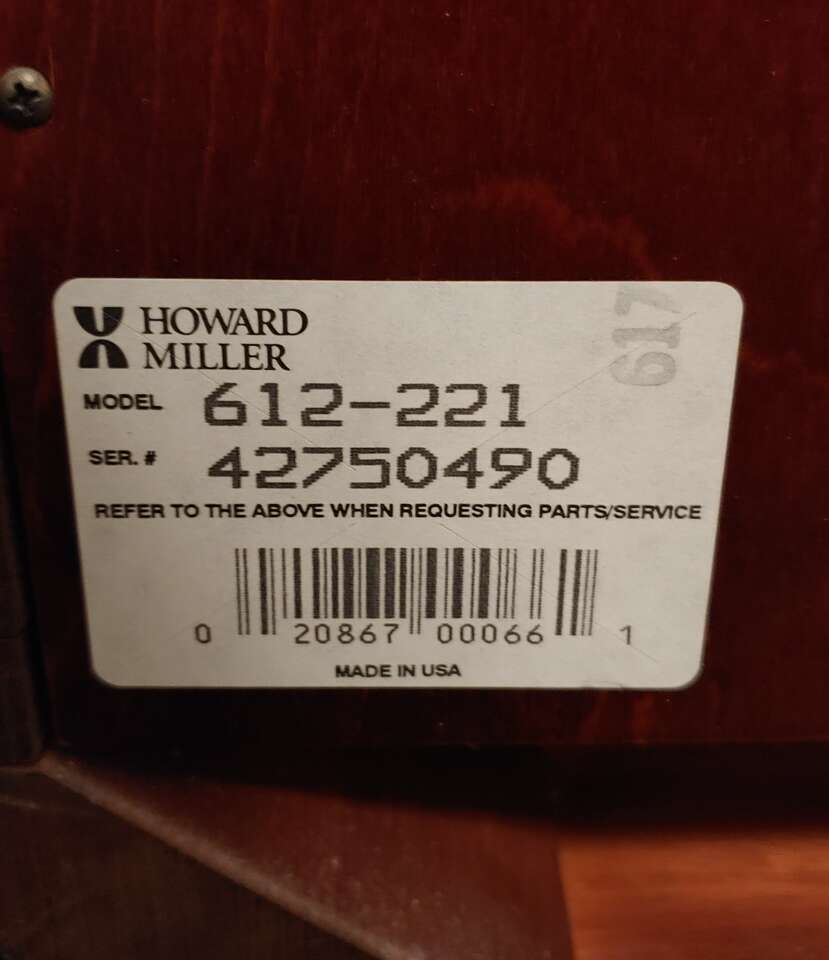 HOWARD
MILLER
617
MODEL 612-221
SER. # 42750490
REFER TO THE ABOVE WHEN REQUESTING PARTS/SERVICE
0 20867 00066 1
MADE IN USA